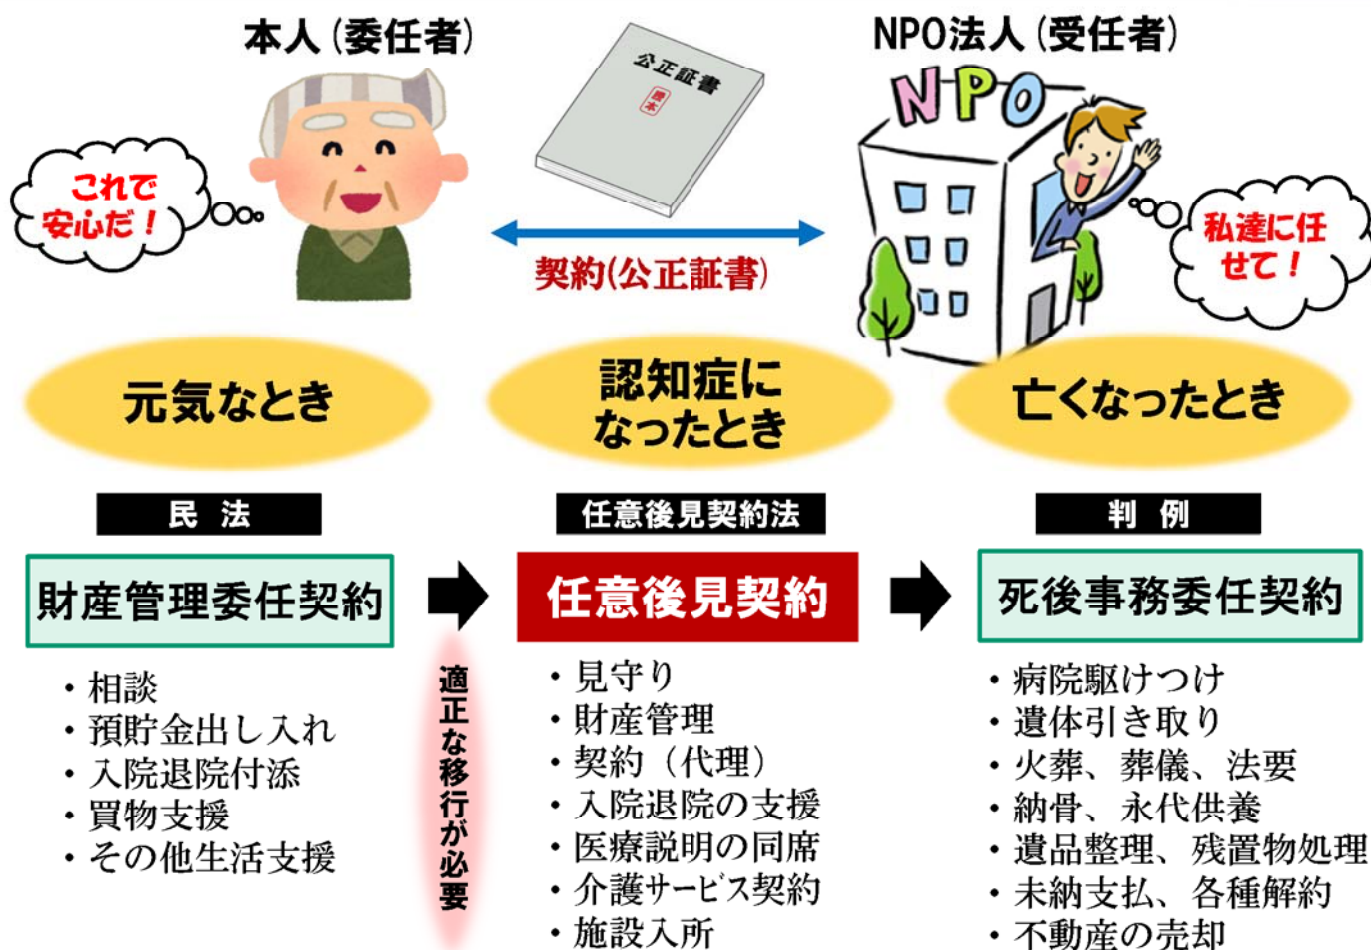 本人(委任者)
NPO法人(受任者)
公正証書
謄本
NPO
これで
安心だ!
私達に任
せて!
契約(公正証書)
元気なとき
認知症に
なったとき
亡くなったとき
民 法
任意後見契約法
判 例
財産管理委任契約
任意後見契約
死後事務委任契約
・相談
・預貯金出し入れ
・入院退院付添
・買物支援
・その他生活支援
適正な移行が必要
・見守り
・財産管理
・契約(代理)
・入院退院の支援
・医療説明の同席
・介護サービス契約
・施設入所
・病院駆けつけ
・遺体引き取り
・火葬、葬儀、法要
・納骨、永代供養
・遺品整理、残置物処理
・未納支払、各種解約
・不動産の売却